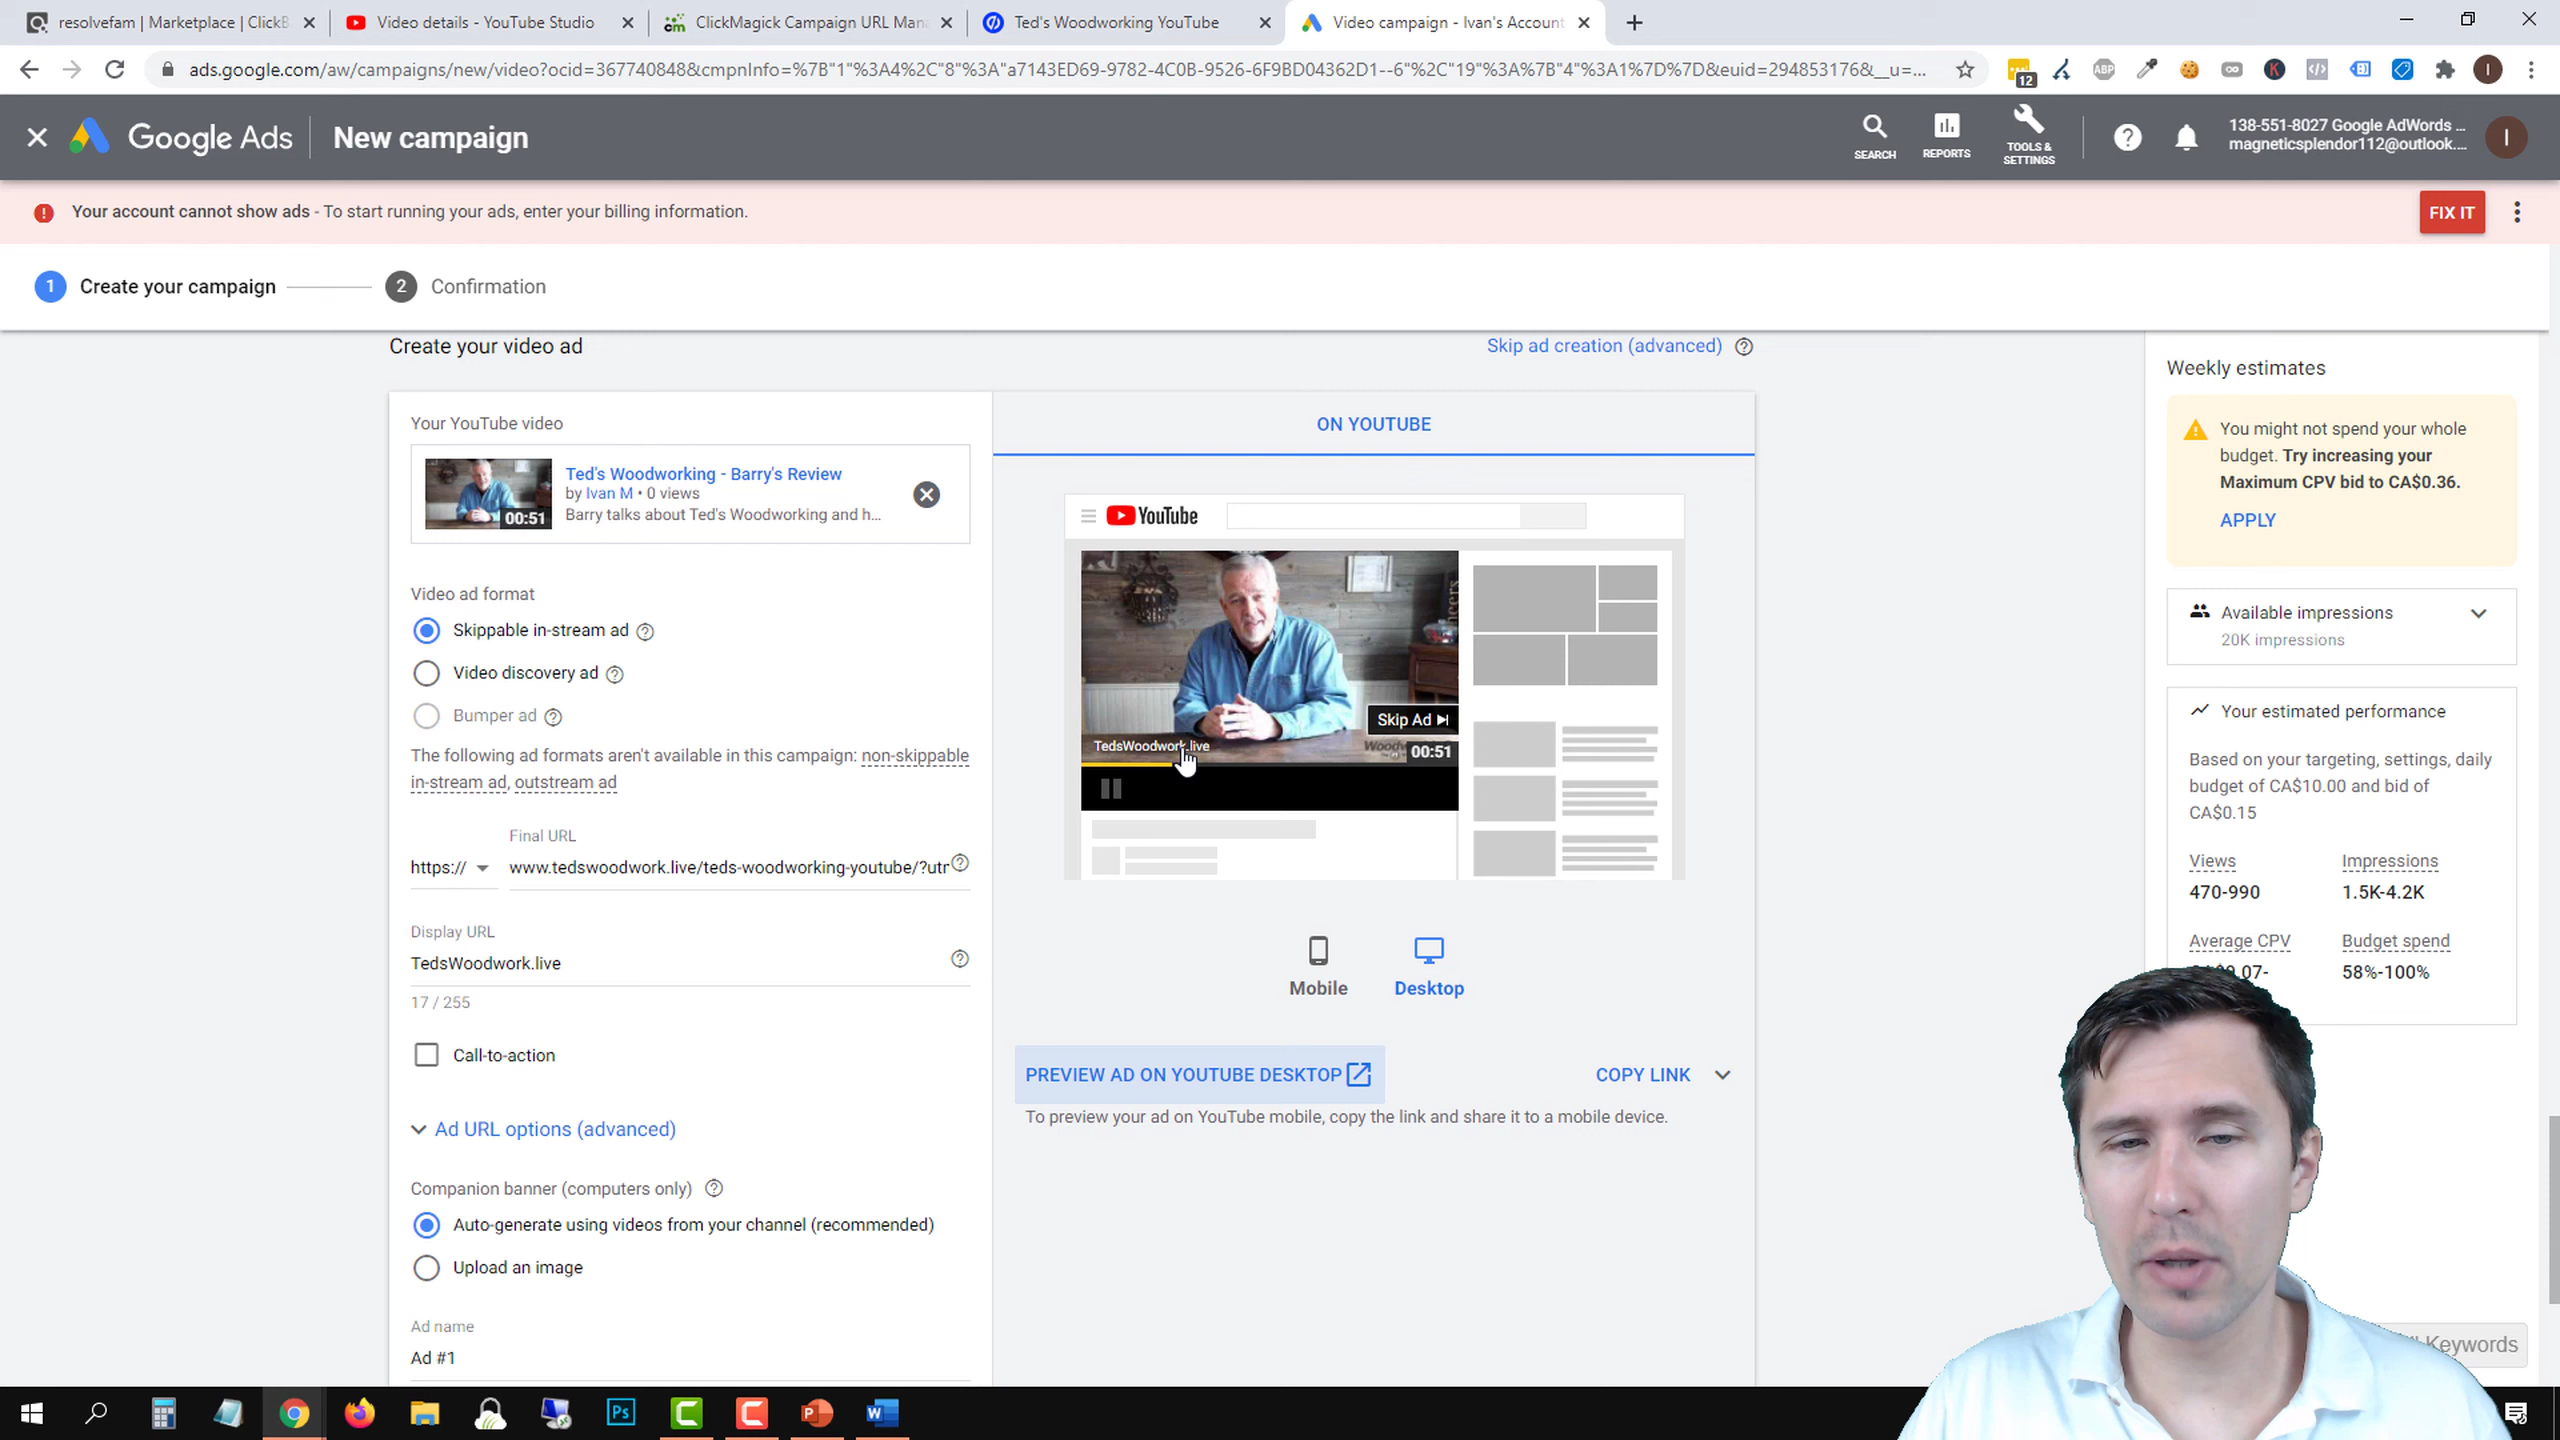 resolvefam | Marketplace | ClickB
Video details - YouTube Studio
ClickMagick Campaign URL Man
Ted's Woodworking YouTube
Video campaign - Ivan's Account
ads.google.com/aw/campaigns/new/video?ocid=367740848&cmpnInfo=%7B"1"%3A4%2C"8"%3A"a7143ED69-9782-4C0B-9526-6F9BD04362D1--6"%2C"19"%3A%7B"4"%3A1%7D%7D&euid=294853176&__u=...
12
ABP
Google Ads
New campaign
SEARCH
REPORTS
TOOLS &
SETTINGS
138-551-8027 Google AdWords ...
magneticsplendor112@outlook....
I
Your account cannot show ads - To start running your ads, enter your billing information.
FIX IT
1 Create your campaign
2 Confirmation
Create your video ad
Skip ad creation (advanced)
Your YouTube video
Ted's Woodworking - Barry's Review
by Ivan M • 0 views
Barry talks about Ted's Woodworking and h...
00:51
Video ad format
Skippable in-stream ad
Video discovery ad
Bumper ad
The following ad formats aren't available in this campaign: non-skippable
in-stream ad, outstream ad
Final URL
https://
www.tedswoodwork.live/teds-woodworking-youtube/?utr
Display URL
TedsWoodwork.live
17 / 255
Call-to-action
Ad URL options (advanced)
Companion banner (computers only)
Auto-generate using videos from your channel (recommended)
Upload an image
Ad name
Ad #1
ON YOUTUBE
YouTube
Skip Ad
TedsWoodwork.live
00:51
Mobile
Desktop
PREVIEW AD ON YOUTUBE DESKTOP
COPY LINK
To preview your ad on YouTube mobile, copy the link and share it to a mobile device.
Weekly estimates
You might not spend your whole
budget. Try increasing your
Maximum CPV bid to CA$0.36.
APPLY
Available impressions
20K impressions
Your estimated performance
Based on your targeting, settings, daily
budget of CA$10.00 and bid of
CA$0.15
Views
470-990
Impressions
1.5K-4.2K
Average CPV
Budget spend
58%-100%
Keywords
Ps